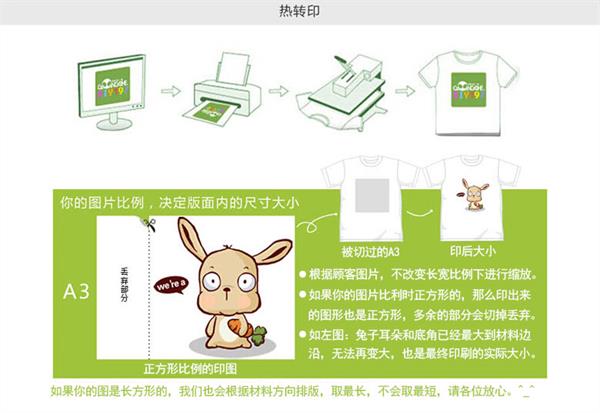 热转印
你的图片比例，决定版面内的尺寸大小
A3
丢弃部分
we're a
正方形比例的印图
we're a
被切过的A3
印后大小
●根据顾客图片，不改变长宽比例下进行缩放。
●如果你的图片比利时正方形的，那么印出来
的图形也是正方形，多余的部分会切掉丢弃。
●如左图：兔子耳朵和底角已经最大到材料边
沿，无法再变大，也是最终印刷的实际大小。
如果你的图是长方形的，我们也会根据材料方向排版，取最长，不会取最短，请各位放心。^_^